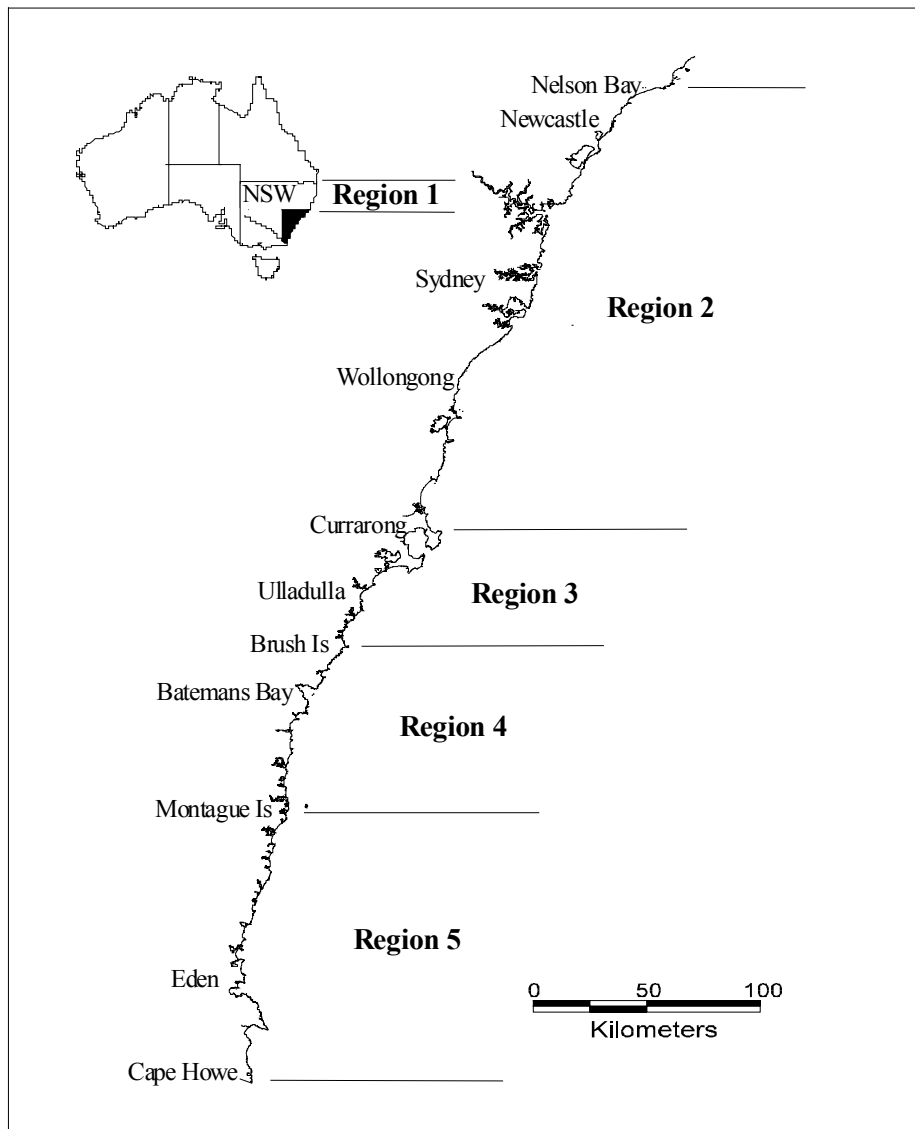 Nelson Bay
Newcastle
NSW
Region 1
Sydney
Region 2
Wollongong
Currarong
Ulladulla
Region 3
Brush Is
Batemans Bay
Region 4
Montague Is
Region 5
Eden
0 50 100
Kilometers
Cape Howe